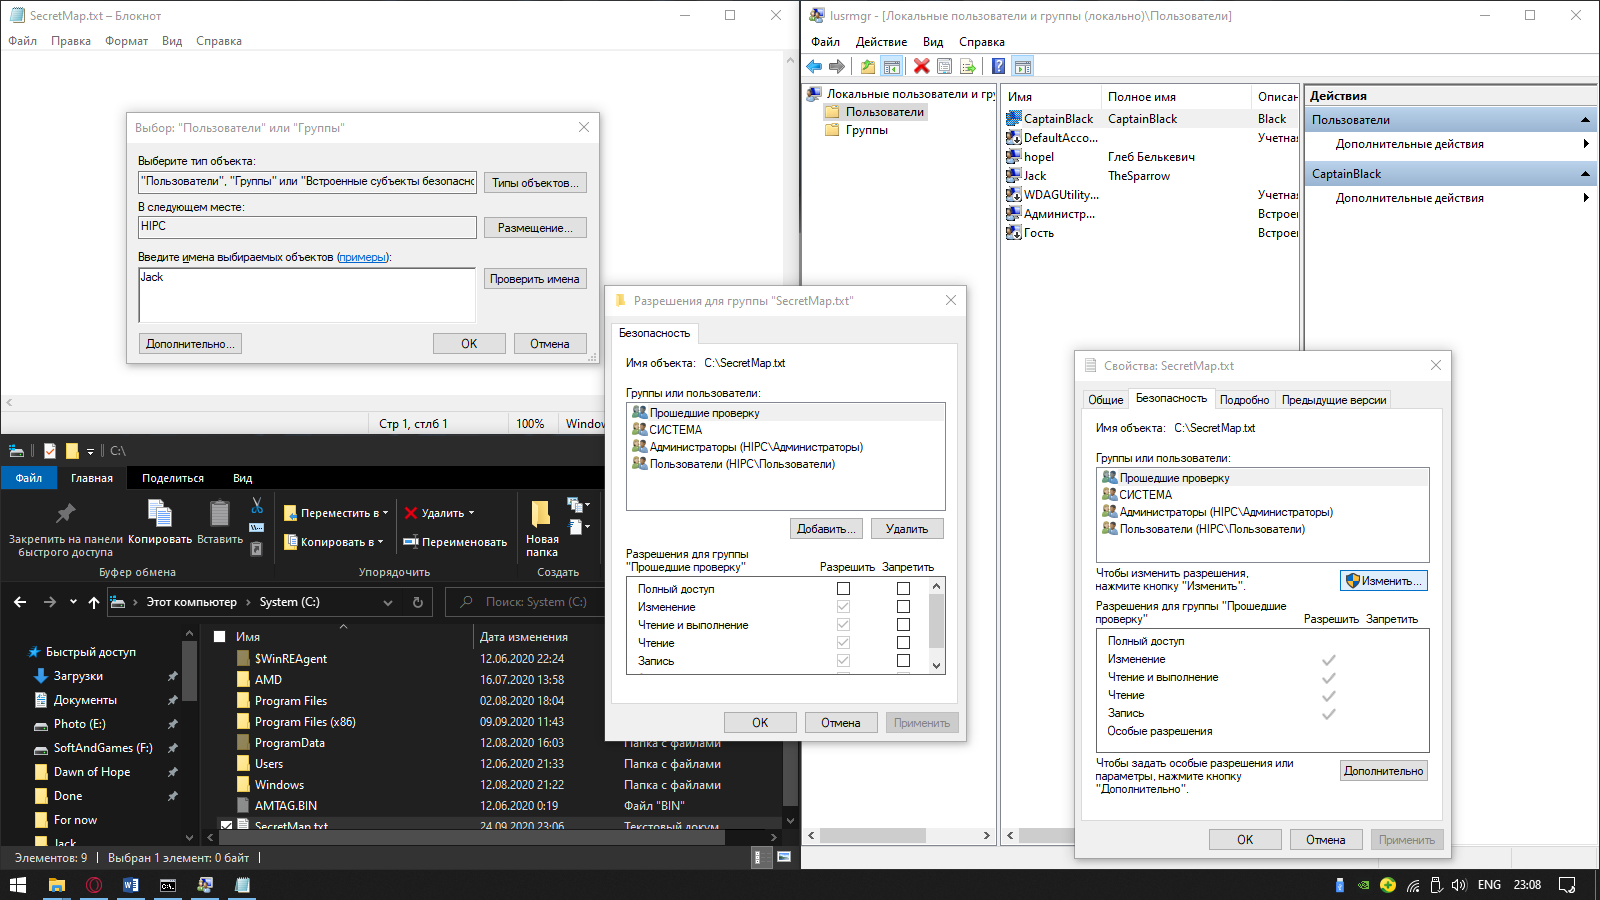 SecretMap.txt – Блокнот
Файл Правка Формат Вид Справка
Выбор: "Пользователи" или "Группы"
Выберите тип объекта:
"Пользователи", "Группы" или "Встроенные субъекты безопасно
Типы объектов...
В следующем месте:
HIPC
Размещение...
Введите имена выбираемых объектов (примеры):
Jack
Проверить имена
Дополнительно...
OK
Отмена
Стр 1, стлб 1 100% Windov
lusrmgr - [Локальные пользователи и группы (локально)\Пользователи]
Файл Действие Вид Справка
Локальные пользователи и гру
Пользователи
Группы
Имя Полное имя Описан
CaptainBlack CaptainBlack Black
DefaultAcco... Учетная
hopel Глеб Белькевич
Jack TheSparrow
WDAGUtility... Учетная
Администр... Встроен
Гость Встроен
Действия
Пользователи
Дополнительные действия
CaptainBlack
Дополнительные действия
Разрешения для группы "SecretMap.txt"
Безопасность
Имя объекта: C:\SecretMap.txt
Группы или пользователи:
Прошедшие проверку
СИСТЕМА
Администраторы (HIPC\Администраторы)
Пользователи (HIPC\Пользователи)
Добавить... Удалить
Разрешения для группы
"Прошедшие проверку"
Разрешить Запретить
Полный доступ
Изменение
Чтение и выполнение
Чтение
Запись
OK Отмена Применить
Свойства: SecretMap.txt
Общие Безопасность Подробно Предыдущие версии
Имя объекта: C:\SecretMap.txt
Группы или пользователи:
Прошедшие проверку
СИСТЕМА
Администраторы (HIPC\Администраторы)
Пользователи (HIPC\Пользователи)
Чтобы изменить разрешения,
нажмите кнопку "Изменить".
Изменить...
Разрешения для группы "Прошедшие
проверку"
Разрешить Запретить
Полный доступ
Изменение
Чтение и выполнение
Чтение
Запись
Особые разрешения
Чтобы задать особые разрешения или
параметры, нажмите кнопку
"Дополнительно".
Дополнительно
OK Отмена Применить
C:\
Файл Главная Поделиться Вид
Закрепить на панели
быстрого доступа
Копировать
Вставить
Буфер обмена
Переместить в
Копировать в
Удалить
Переименовать
Упорядочить
Новая
папка
Создать
Этот компьютер System (C:)
Поиск: System (C:)
Быстрый доступ
Загрузки
Документы
Photo (E:)
SoftAndGames (F:)
Dawn of Hope
Done
For now
Jack
Имя Дата изменения
$WinREAgent 12.06.2020 22:24
AMD 16.07.2020 13:58
Program Files 02.08.2020 18:04
Program Files (x86) 09.09.2020 11:43
ProgramData 12.08.2020 16:03 Папка с файлами
Users 12.06.2020 21:33 Папка с файлами
Windows 12.08.2020 21:22 Папка с файлами
AMTAG.BIN 12.06.2020 0:19 Файл "BIN"
SecretMap.txt 24.09.2020 23:06 Текстовый докум
Элементов: 9 Выбран 1 элемент: 0 байт
ENG 23:08